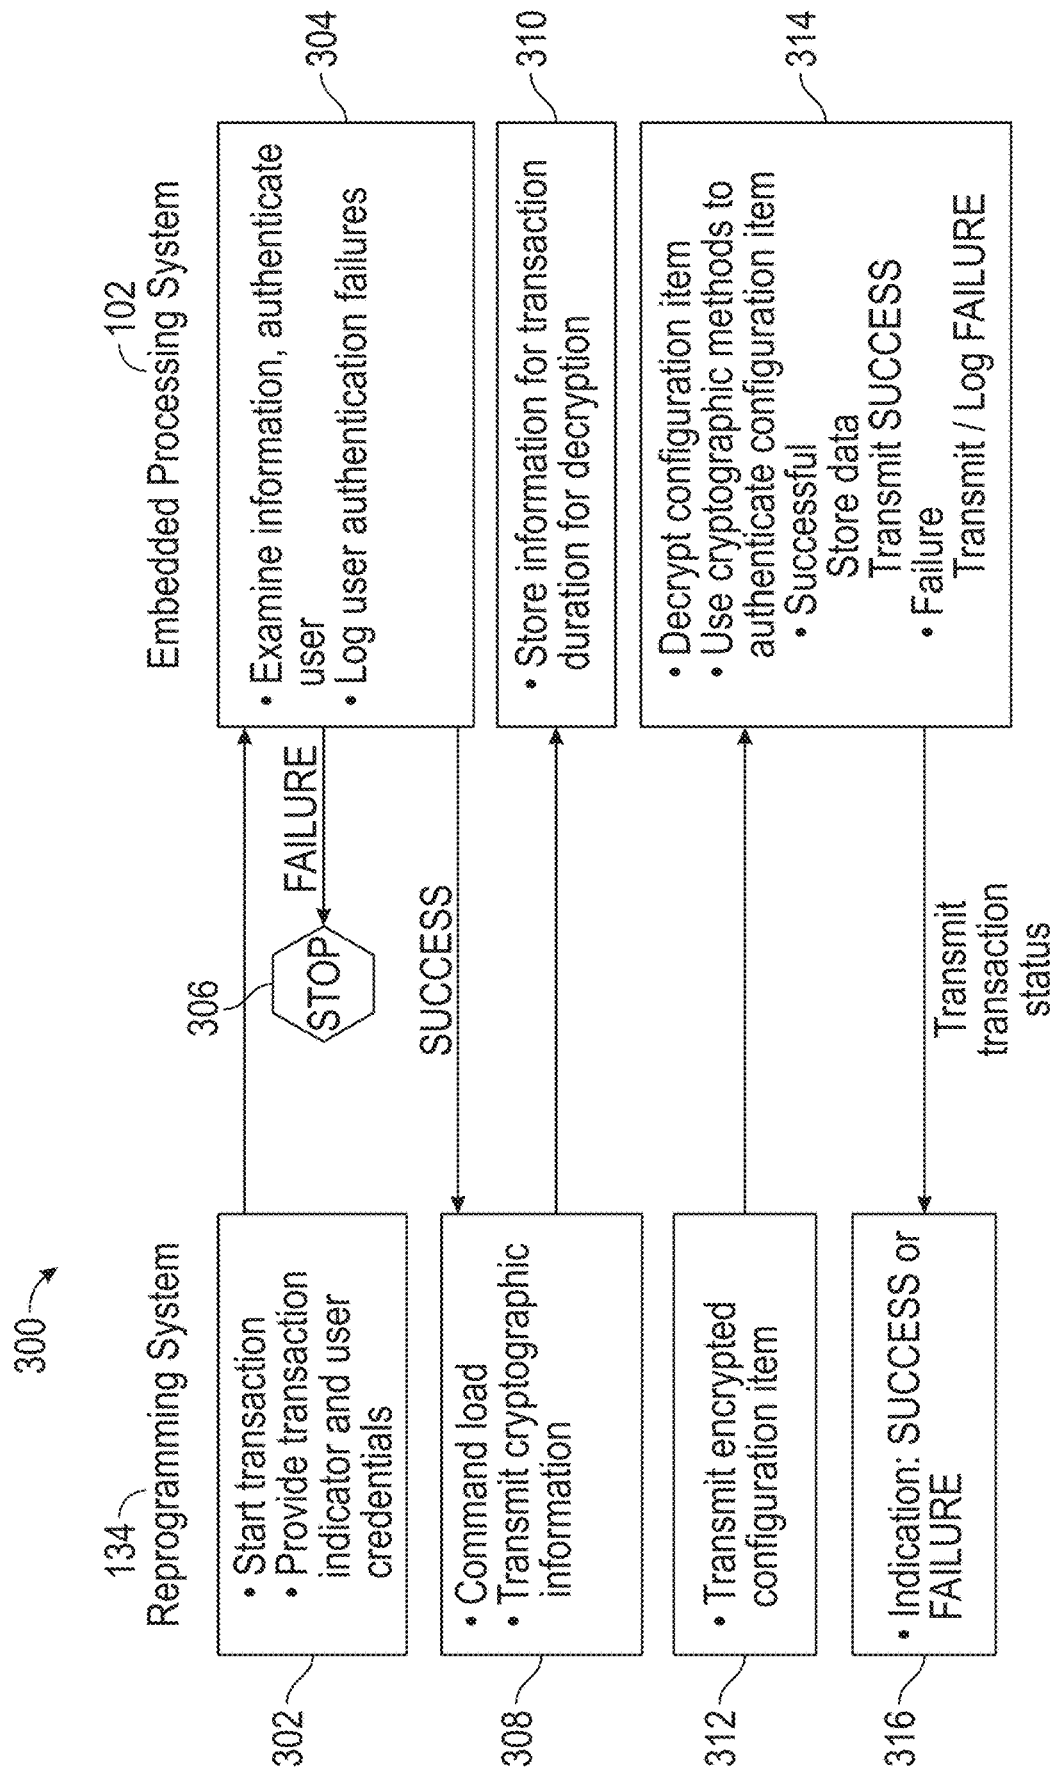 300
134
Reprogramming System
102
Embedded Processing System
302
• Start transaction
• Provide transaction
indicator and user
credentials
304
• Examine information, authenticate
user
• Log user authentication failures
FAILURE
306
STOP
SUCCESS
308
• Command load
• Transmit cryptographic
information
310
• Store information for transaction
duration for decryption
312
• Transmit encrypted
configuration item
314
• Decrypt configuration item
• Use cryptographic methods to
authenticate configuration item
• Successful
Store data
Transmit SUCCESS
• Failure
Transmit / Log FAILURE
Transmit
transaction
status
316
• Indication: SUCCESS or
FAILURE